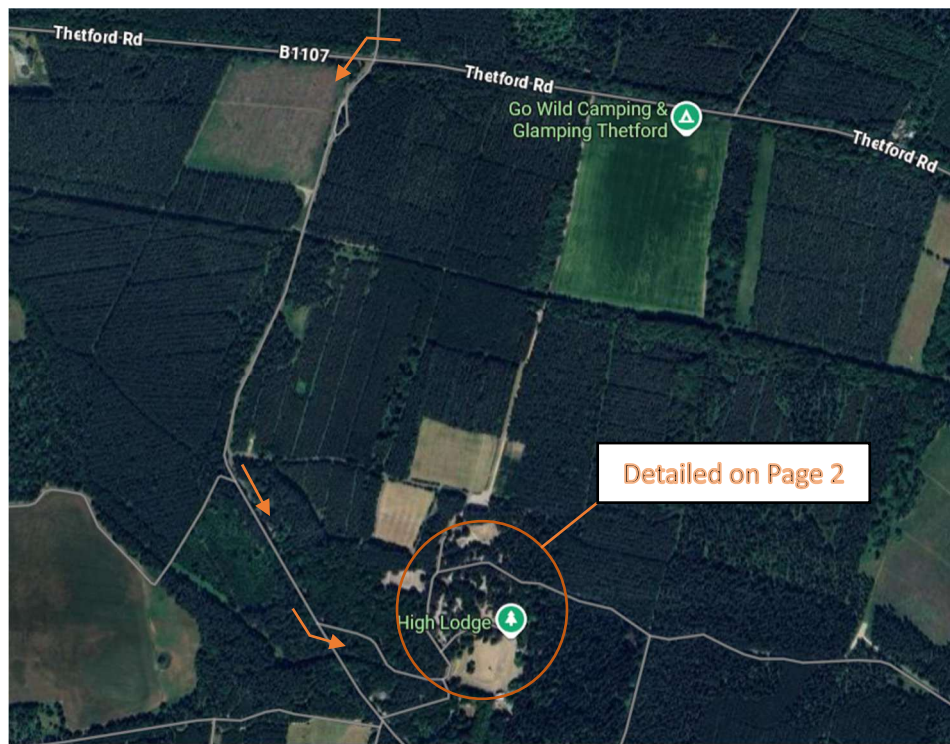 Thetford Rd
B1107
Thetford Rd
Go Wild Camping &
Glamping Thetford
Thetford Rd
Detailed on Page 2
High Lodge